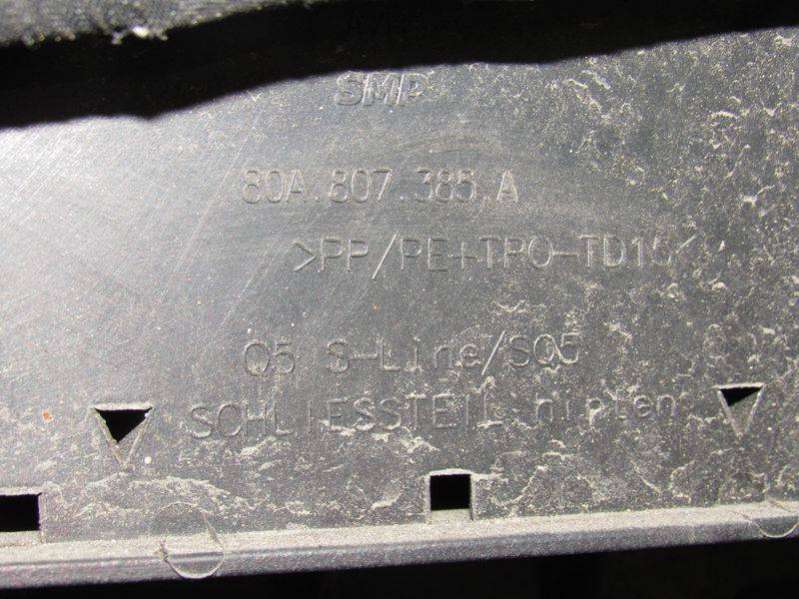 SMP
80A.807.385.A
>PP/PE+TPO-TD15<
Q5 S-Line/SQ5
SCHLIESSTEIL hinten